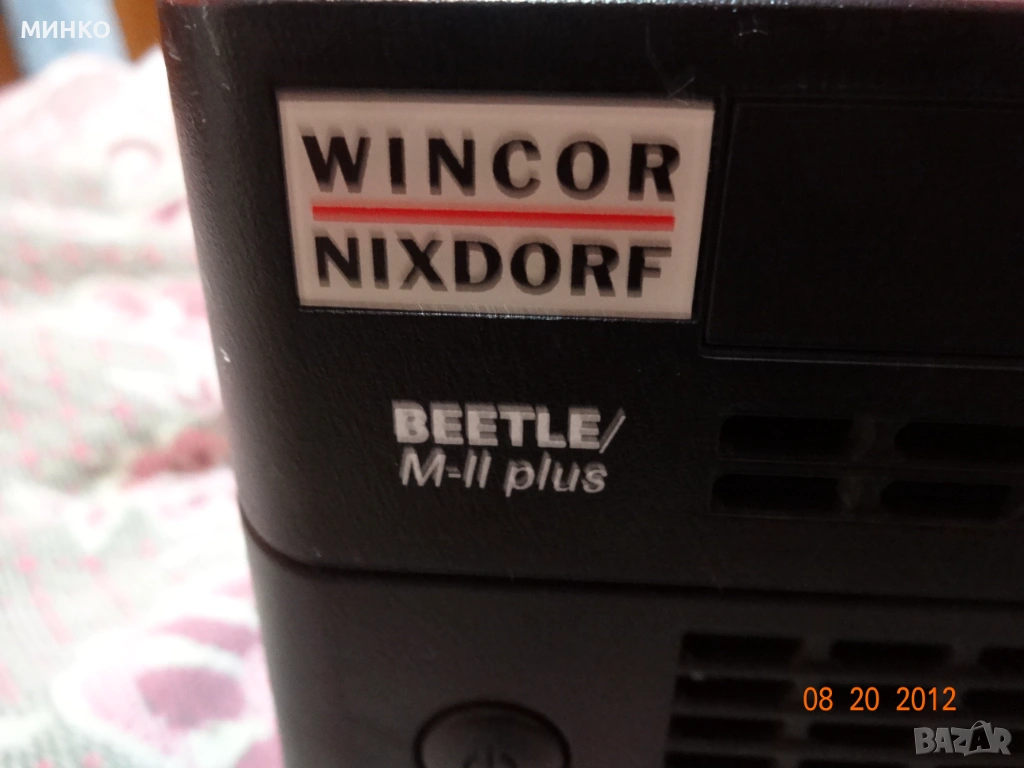 МИНКО
WINCOR
NIXDORF
BEETLE/
M-II plus
08 20 2012
BAZAR